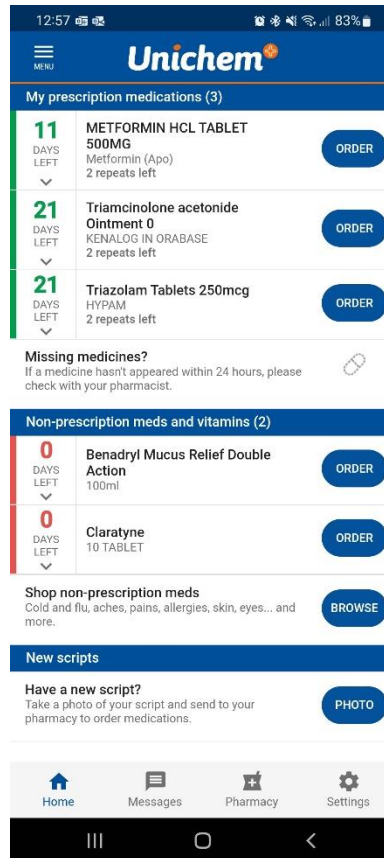 12:57
83%
MENU
Unichem
My prescription medications (3)
11
DAYS
LEFT
METFORMIN HCL TABLET
500MG
Metformin (Apo)
2 repeats left
ORDER
21
DAYS
LEFT
Triamcinolone acetonide
Ointment 0
KENALOG IN ORABASE
2 repeats left
ORDER
21
DAYS
LEFT
Triazolam Tablets 250mcg
HYPAM
2 repeats left
ORDER
Missing medicines?
If a medicine hasn't appeared within 24 hours, please
check with your pharmacist.
Non-prescription meds and vitamins (2)
0
DAYS
LEFT
Benadryl Mucus Relief Double
Action
100ml
ORDER
0
DAYS
LEFT
Claratyne
10 TABLET
ORDER
Shop non-prescription meds
Cold and flu, aches, pains, allergies, skin, eyes... and
more.
BROWSE
New scripts
Have a new script?
Take a photo of your script and send to your
pharmacy to order medications.
PHOTO
Home
Messages
Pharmacy
Settings